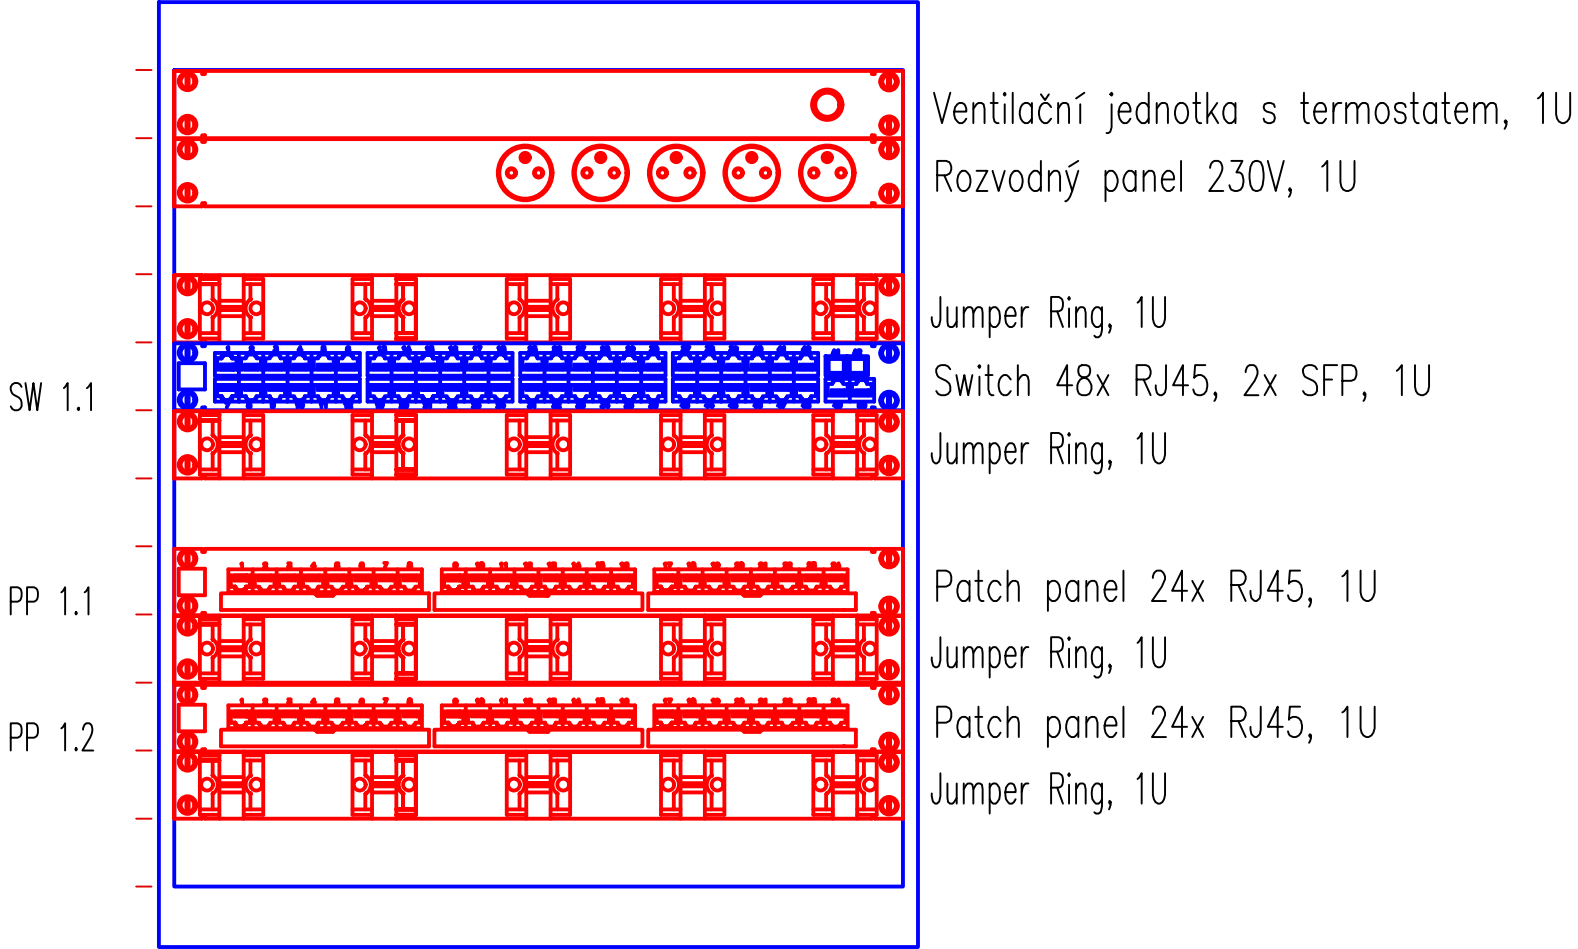 Ventilační jednotka s termostatem, 1U
Rozvodný panel 230V, 1U
Jumper Ring, 1U
SW 1.1
Switch 48x RJ45, 2x SFP, 1U
Jumper Ring, 1U
PP 1.1
Patch panel 24x RJ45, 1U
Jumper Ring, 1U
PP 1.2
Patch panel 24x RJ45, 1U
Jumper Ring, 1U